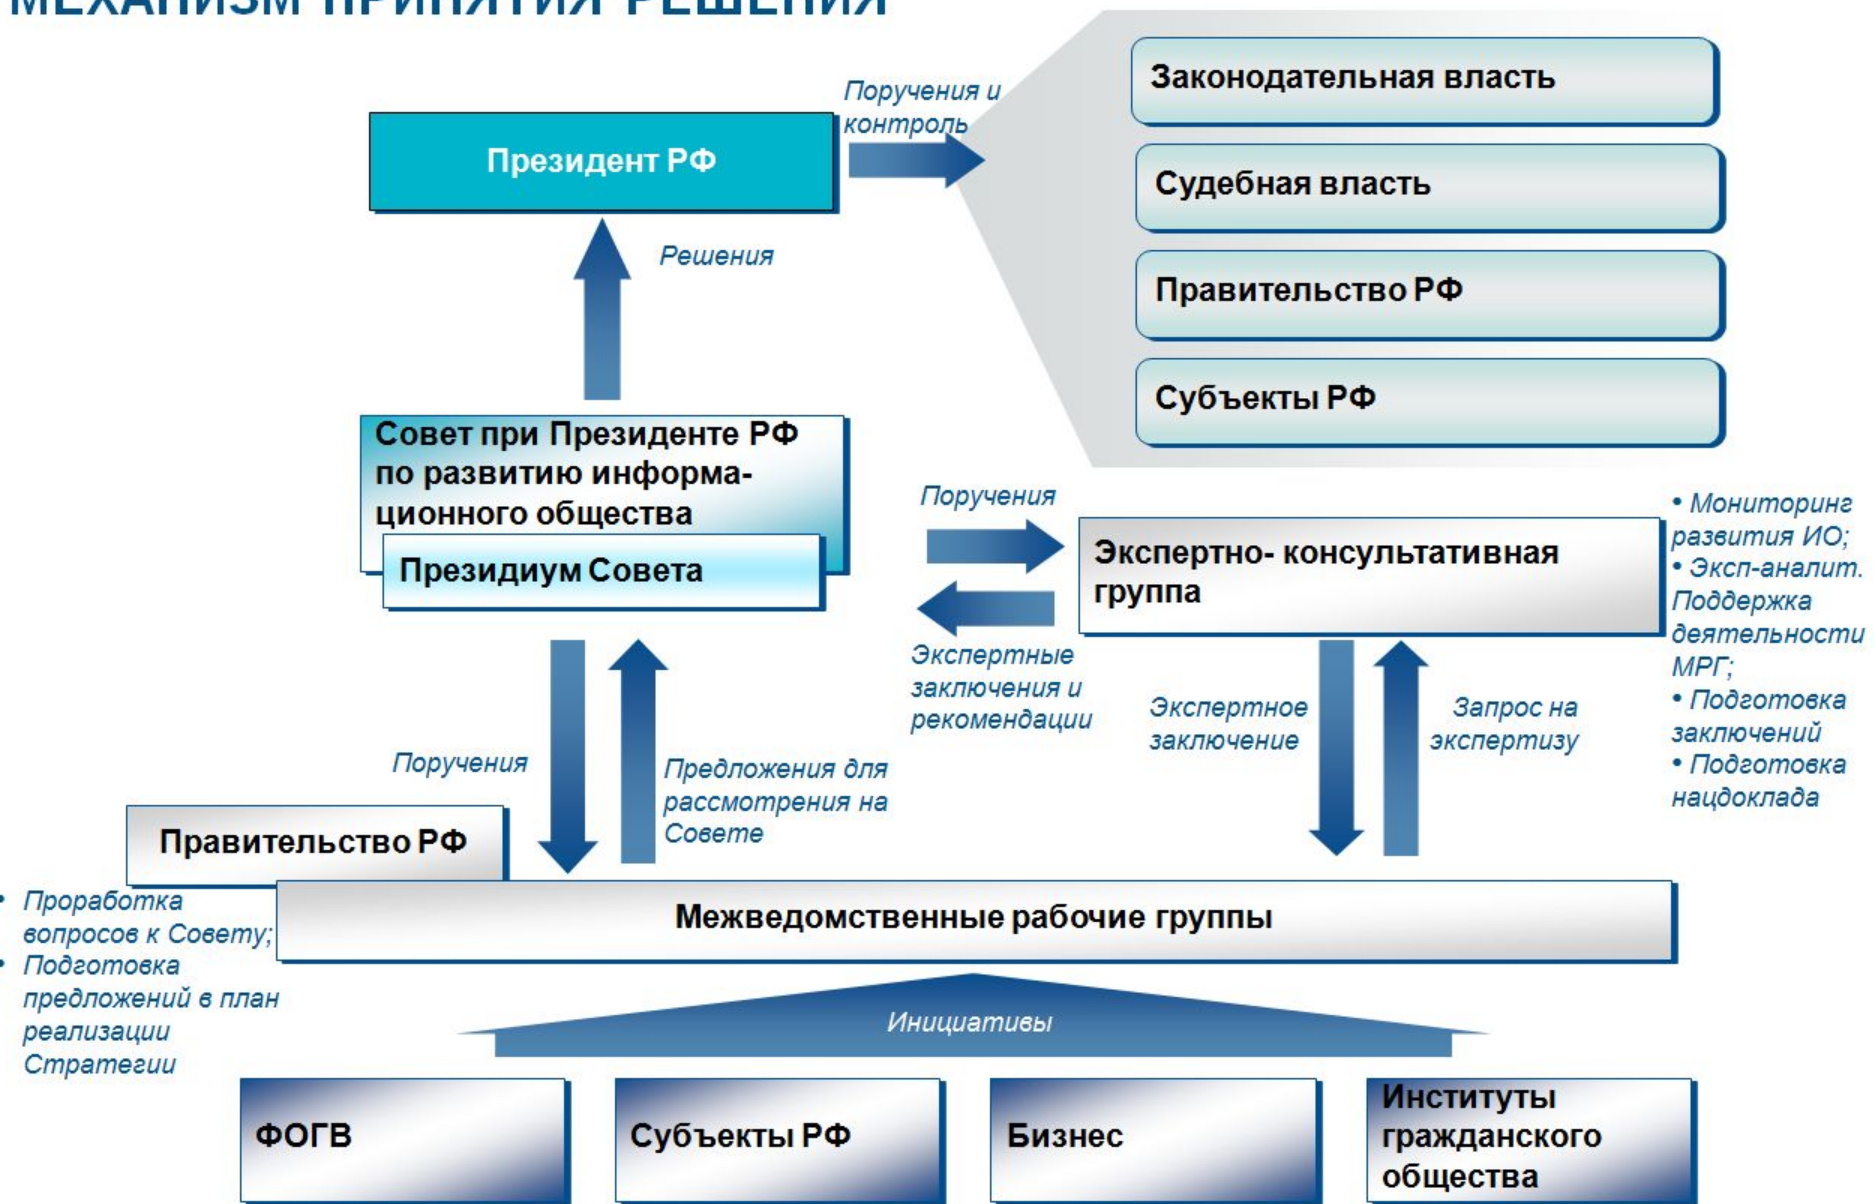 МЕХАНИЗМ ПРИНЯТИЯ РЕШЕНИЯ
Президент РФ
Поручения и
контроль
Законодательная власть
Судебная власть
Правительство РФ
Субъекты РФ
Решения
Совет при Президенте РФ
по развитию информа-
ционного общества
Президиум Совета
Поручения
Экспертные
заключения и
рекомендации
Экспертно- консультативная
группа
• Мониторинг
развития ИО;
• Эксп-аналит.
Поддержка
деятельности
МРГ;
• Подготовка
заключений
• Подготовка
нацдоклада
Поручения
Предложения для
рассмотрения на
Совете
Экспертное
заключение
Запрос на
экспертизу
Правительство РФ
Межведомственные рабочие группы
• Проработка
вопросов к Совету;
• Подготовка
предложений в план
реализации
Стратегии
Инициативы
ФОГВ
Субъекты РФ
Бизнес
Институты
гражданского
общества